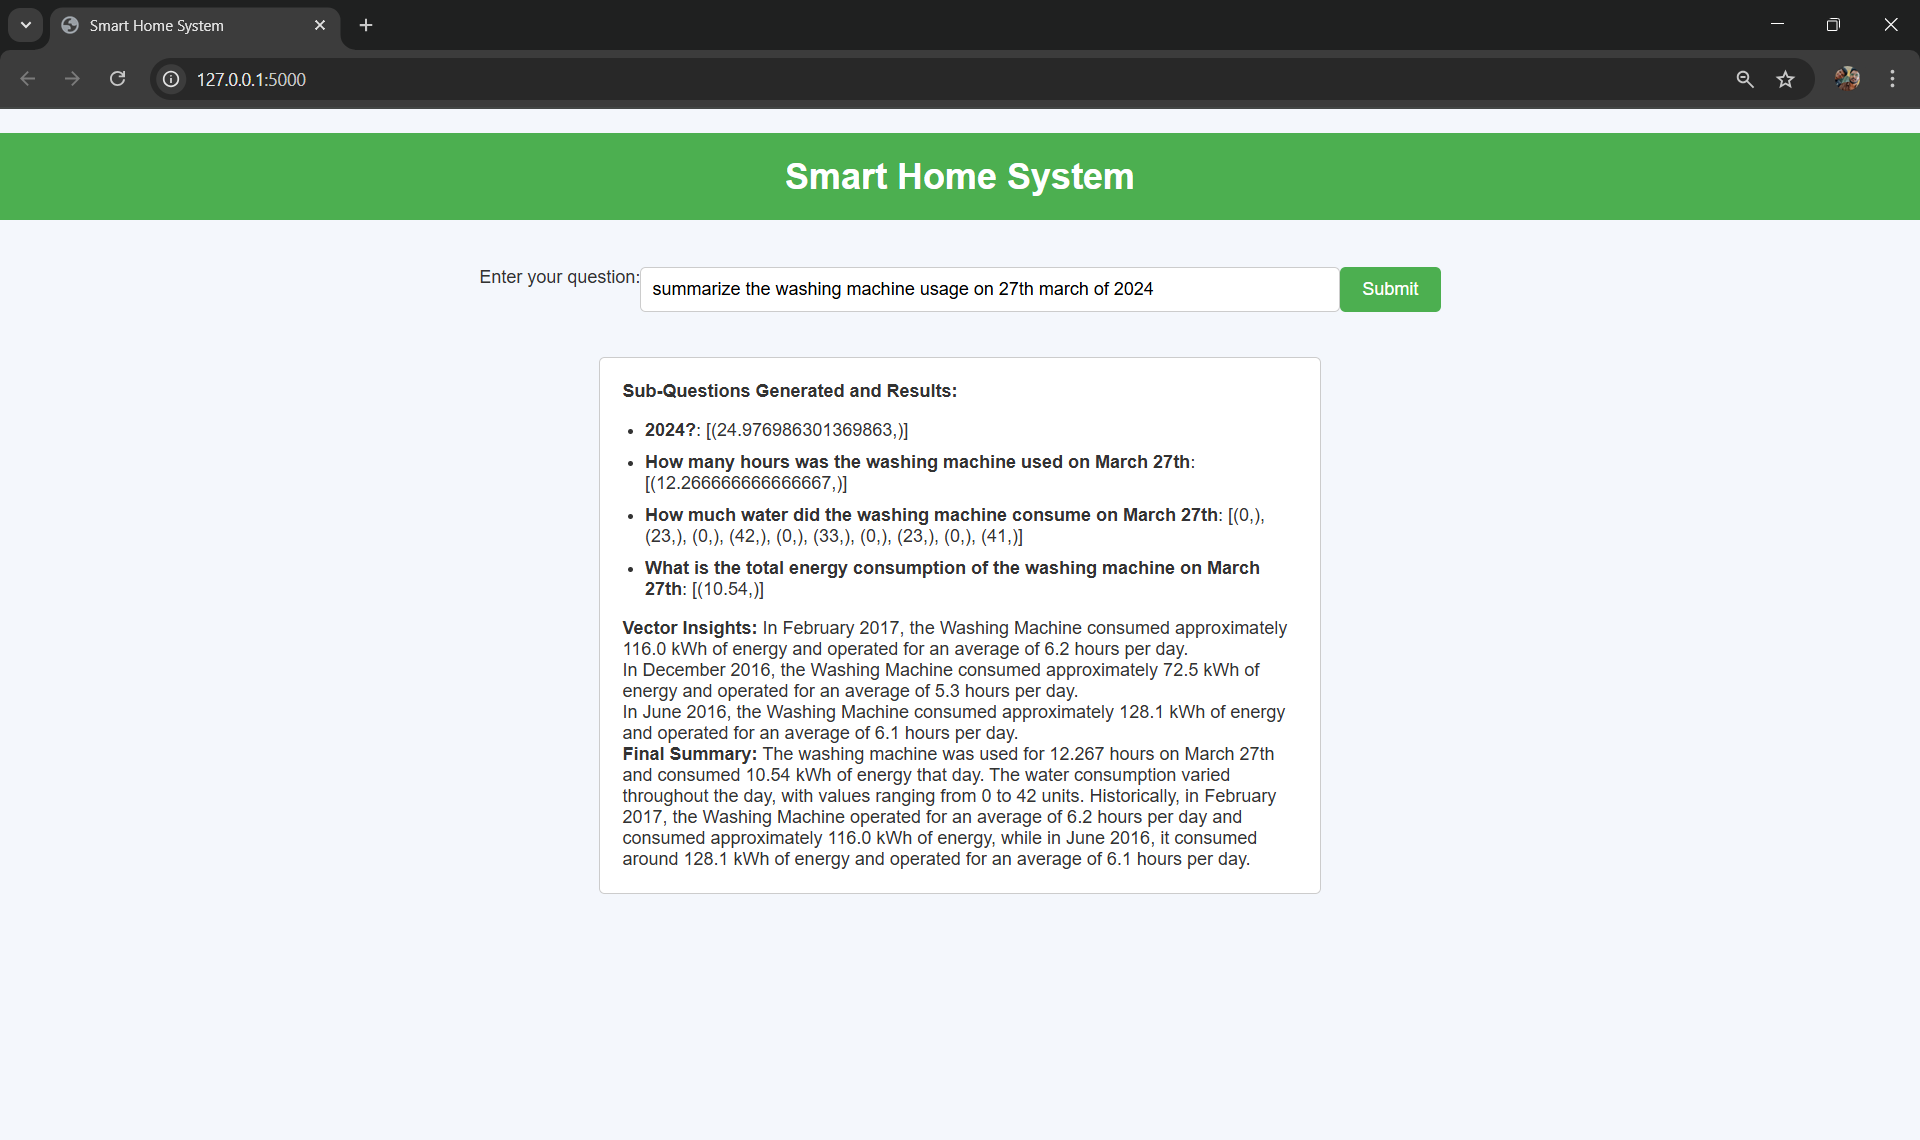 Smart Home System
127.0.0.1:5000
Smart Home System
Enter your question: summarize the washing machine usage on 27th march of 2024 Submit
Sub-Questions Generated and Results:
• 2024?: [(24.976986301369863,)]
• How many hours was the washing machine used on March 27th:
[(12.266666666666667,)]
• How much water did the washing machine consume on March 27th: [(0,),
(23,), (0,), (42,), (0,), (33,), (0,), (23,), (0,), (41,)]
• What is the total energy consumption of the washing machine on March
27th: [(10.54,)]
Vector Insights: In February 2017, the Washing Machine consumed approximately
116.0 kWh of energy and operated for an average of 6.2 hours per day.
In December 2016, the Washing Machine consumed approximately 72.5 kWh of
energy and operated for an average of 5.3 hours per day.
In June 2016, the Washing Machine consumed approximately 128.1 kWh of energy
and operated for an average of 6.1 hours per day.
Final Summary: The washing machine was used for 12.267 hours on March 27th
and consumed 10.54 kWh of energy that day. The water consumption varied
throughout the day, with values ranging from 0 to 42 units. Historically, in February
2017, the Washing Machine operated for an average of 6.2 hours per day and
consumed approximately 116.0 kWh of energy, while in June 2016, it consumed
around 128.1 kWh of energy and operated for an average of 6.1 hours per day.